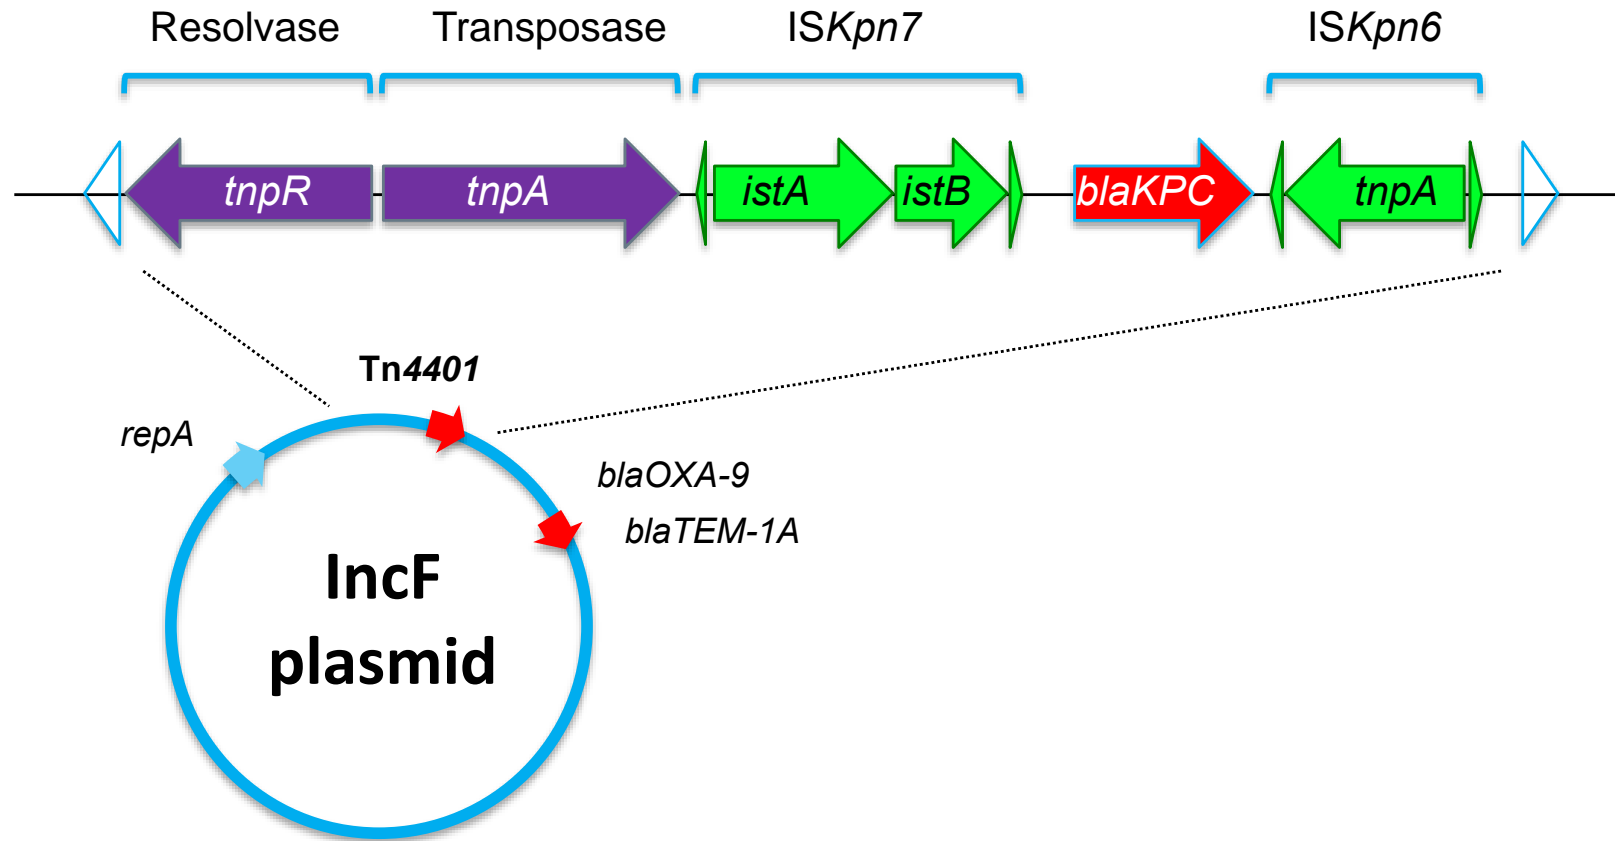 Resolvase Transposase ISKpn7 ISKpn6
tnpR tnpA istA istB blaKPC tnpA
Tn4401
repA
blaOXA-9
blaTEM-1A
IncF
plasmid